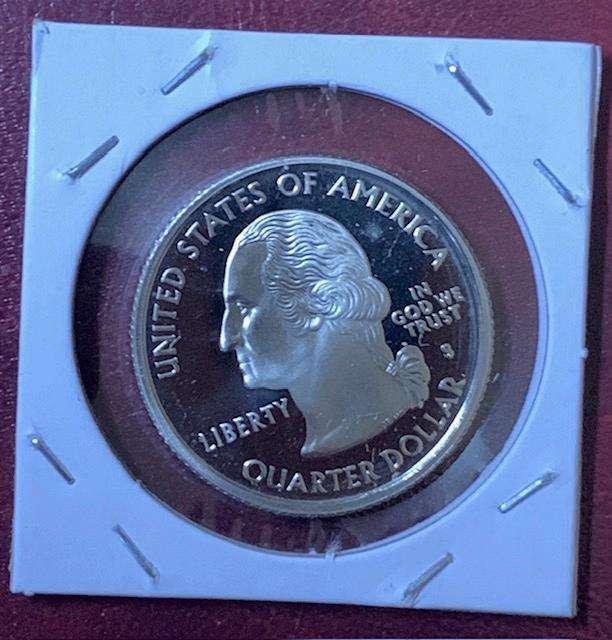 UNITED STATES OF AMERICA
IN
GOD WE
TRUST
S
LIBERTY
QUARTER DOLLAR